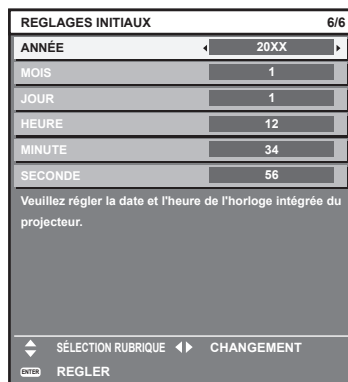 REGLAGES INITIAUX 6/6
ANNÉE 20XX
MOIS 1
JOUR 1
HEURE 12
MINUTE 34
SECONDE 56
Veuillez régler la date et l'heure de l'horloge intégrée du
projecteur.
SÉLECTION RUBRIQUE CHANGEMENT
ENTER REGLER